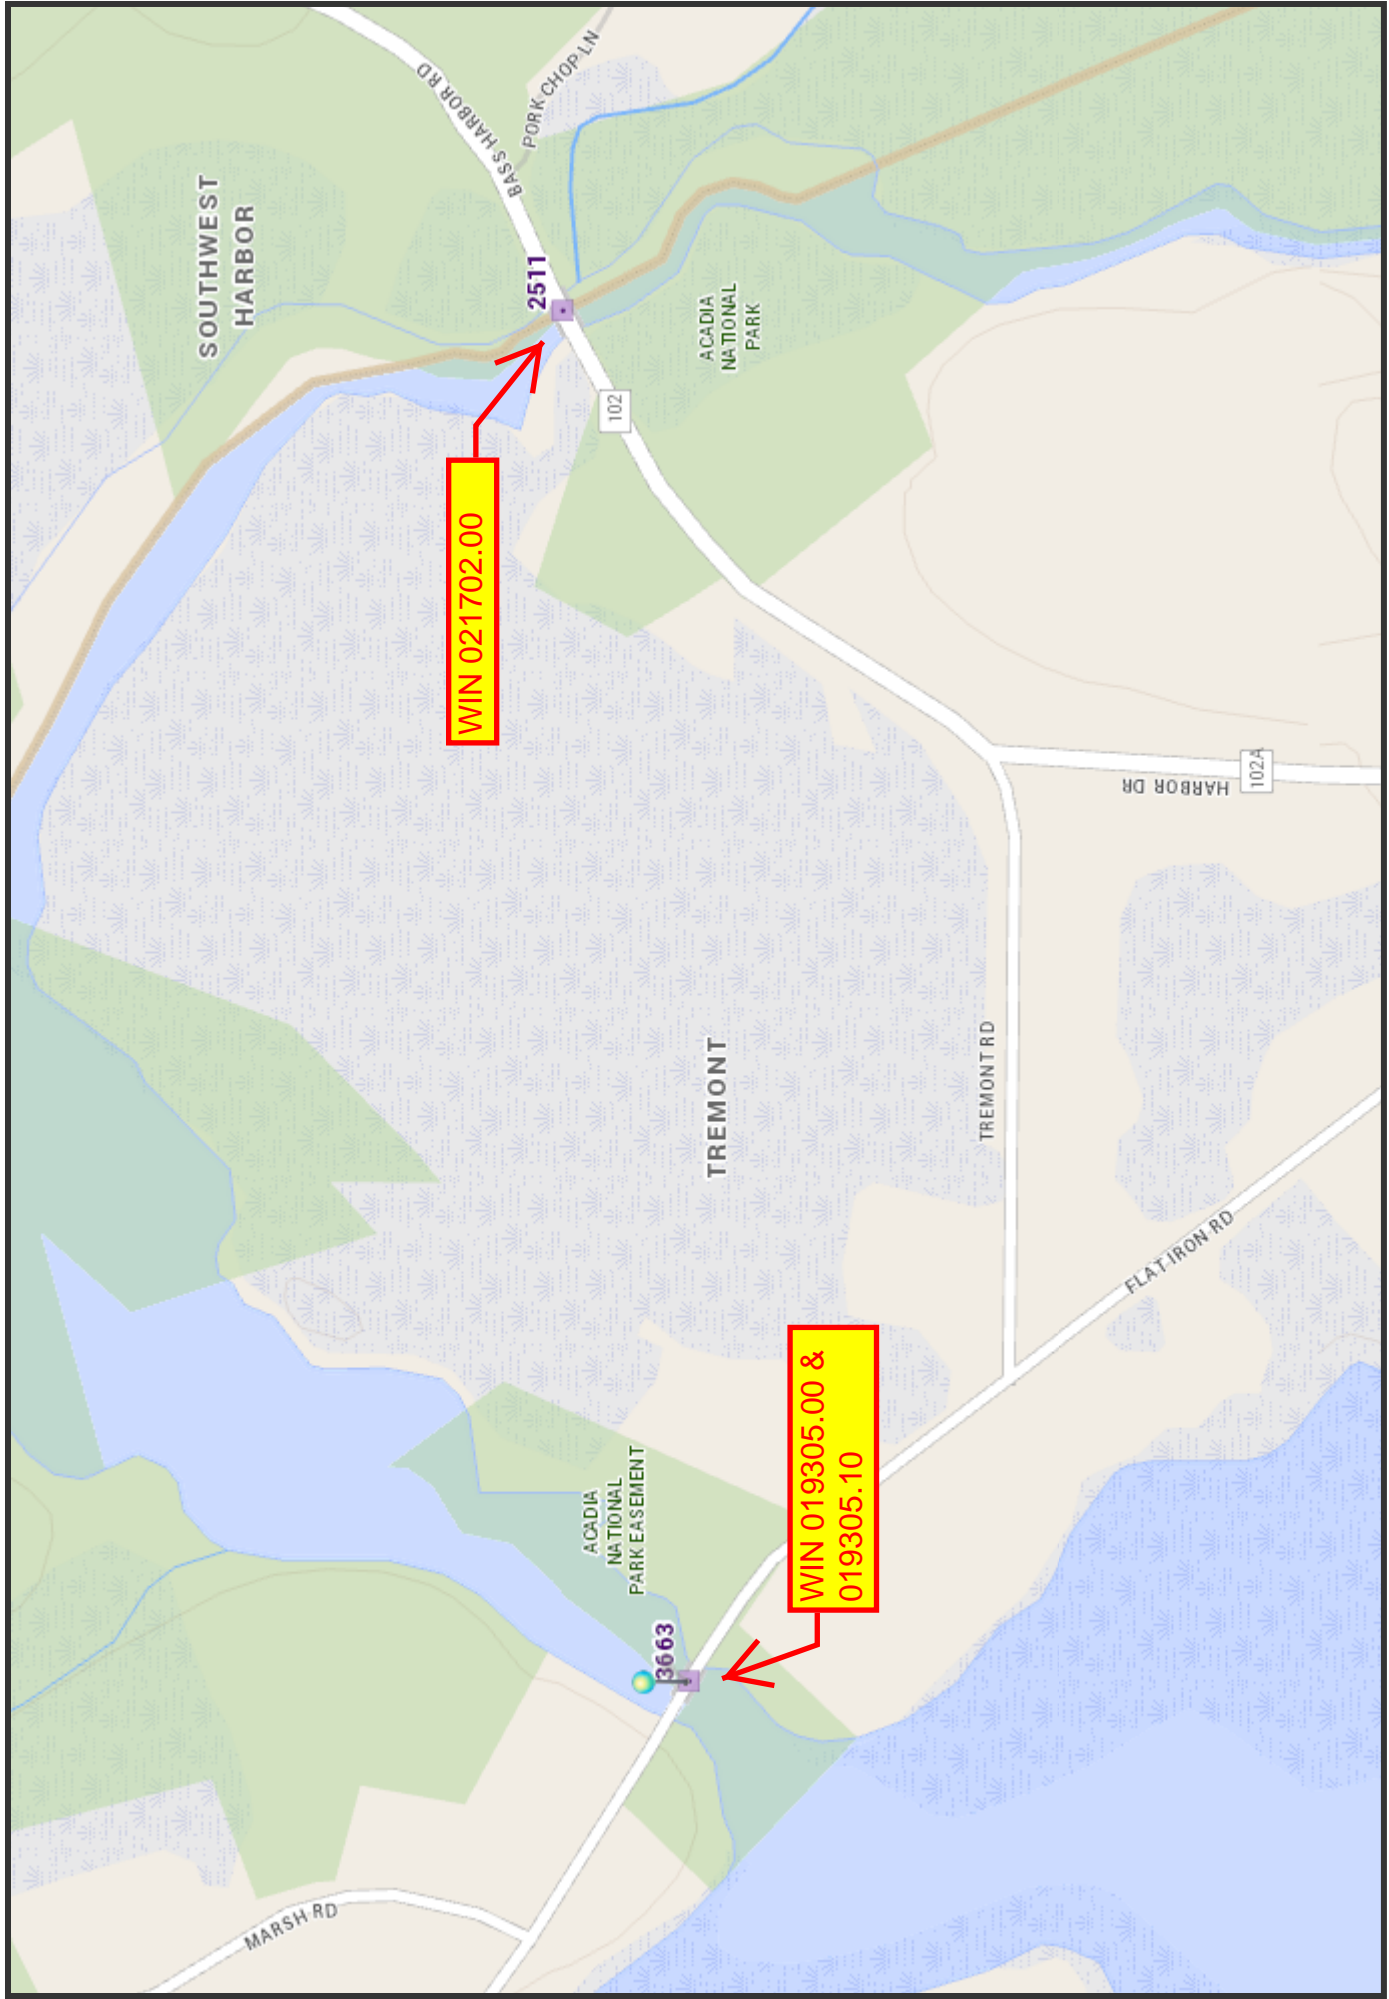 SOUTHWEST
HARBOR
BASS HARBOR RD
PORK CHOP LN
2511
WIN 021702.00
102
ACADIA
NATIONAL
PARK
HARBOR DR
102A
TREMONT
TREMONT RD
FLAT IRON RD
ACADIA
NATIONAL
PARK EASEMENT
3663
WIN 019305.00 &
019305.10
MARSH RD